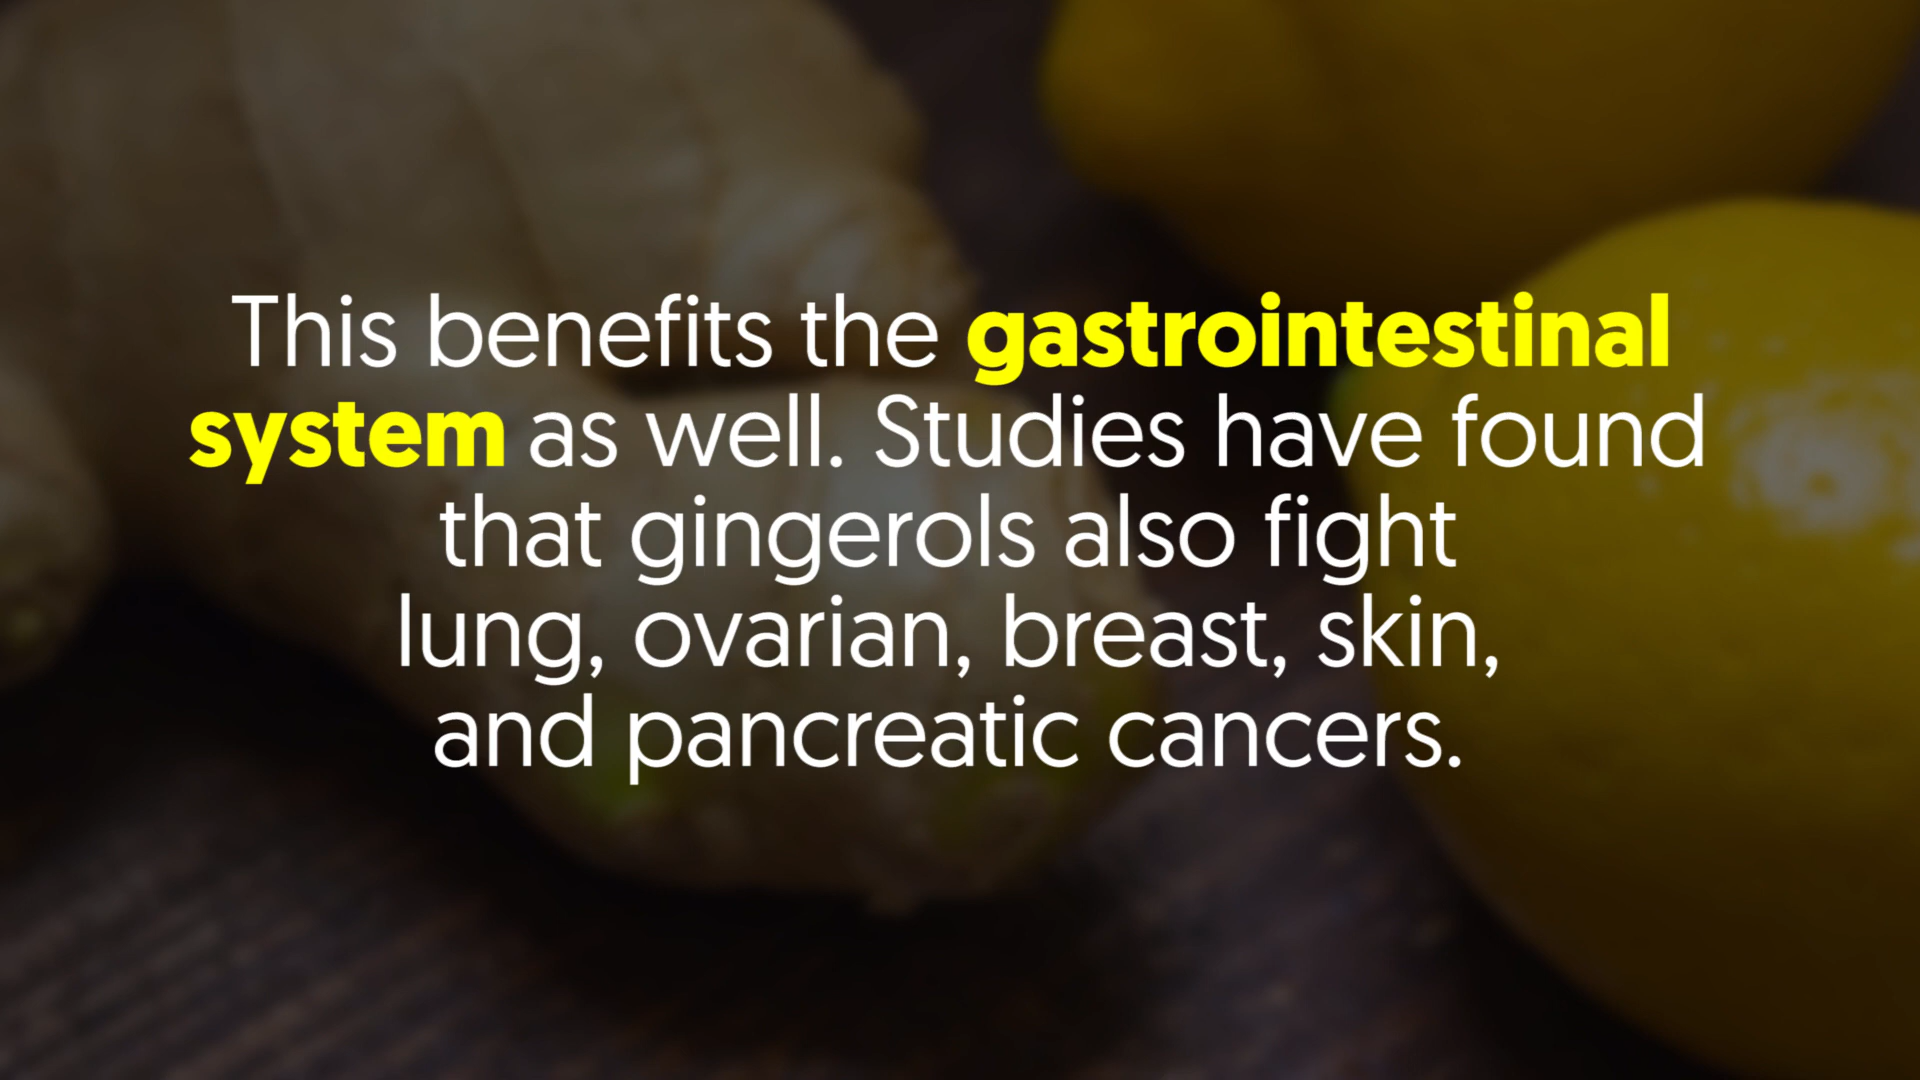 This benefits the gastrointestinal
system as well. Studies have found
that gingerols also fight
lung, ovarian, breast, skin,
and pancreatic cancers.